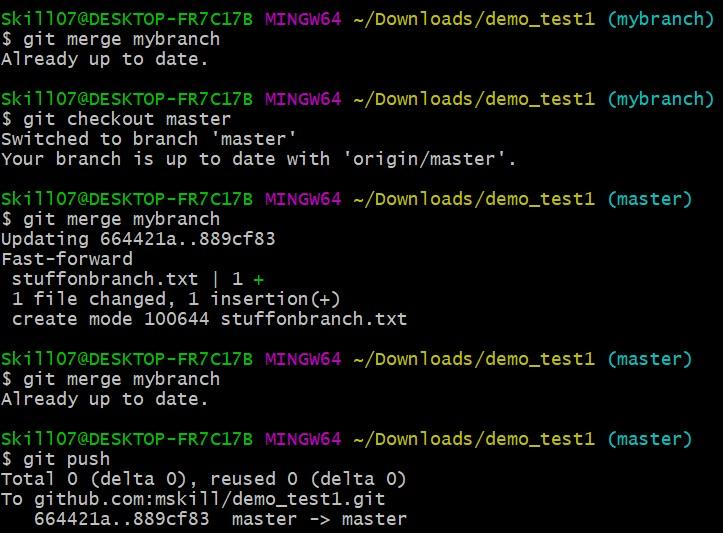 Skill07@DESKTOP-FR7C17B MINGW64 ~/Downloads/demo_test1 (mybranch)
$ git merge mybranch
Already up to date.
Skill07@DESKTOP-FR7C17B MINGW64 ~/Downloads/demo_test1 (mybranch)
$ git checkout master
Switched to branch 'master'
Your branch is up to date with 'origin/master'.
Skill07@DESKTOP-FR7C17B MINGW64 ~/Downloads/demo_test1 (master)
$ git merge mybranch
Updating 664421a..889cf83
Fast-forward
 stuffonbranch.txt | 1 +
 1 file changed, 1 insertion(+)
 create mode 100644 stuffonbranch.txt
Skill07@DESKTOP-FR7C17B MINGW64 ~/Downloads/demo_test1 (master)
$ git merge mybranch
Already up to date.
Skill07@DESKTOP-FR7C17B MINGW64 ~/Downloads/demo_test1 (master)
$ git push
Total 0 (delta 0), reused 0 (delta 0)
To github.com:mskill/demo_test1.git
   664421a..889cf83  master -> master